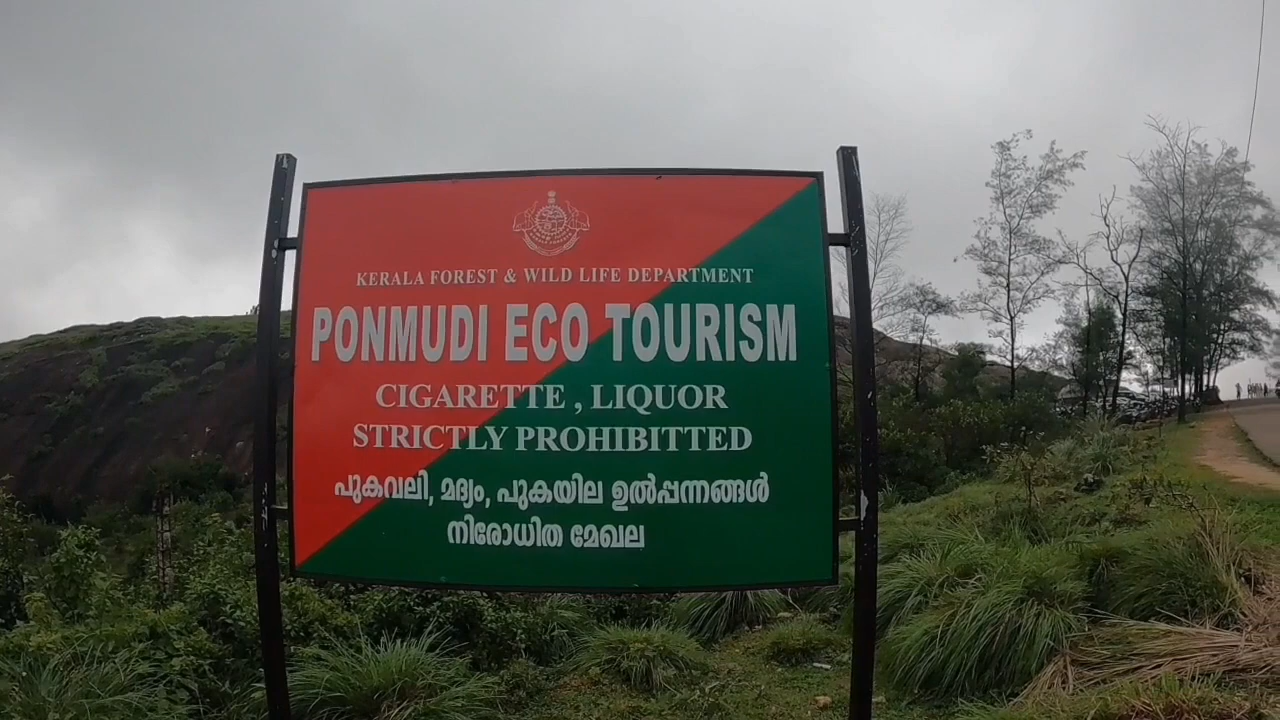 KERALA FOREST & WILD LIFE DEPARTMENT
PONMUDI ECO TOURISM
CIGARETTE , LIQUOR
STRICTLY PROHIBITTED
പുകവലി, മദ്യം, പുകയില ഉൽപ്പന്നങ്ങൾ
നിരോധിത മേഖല